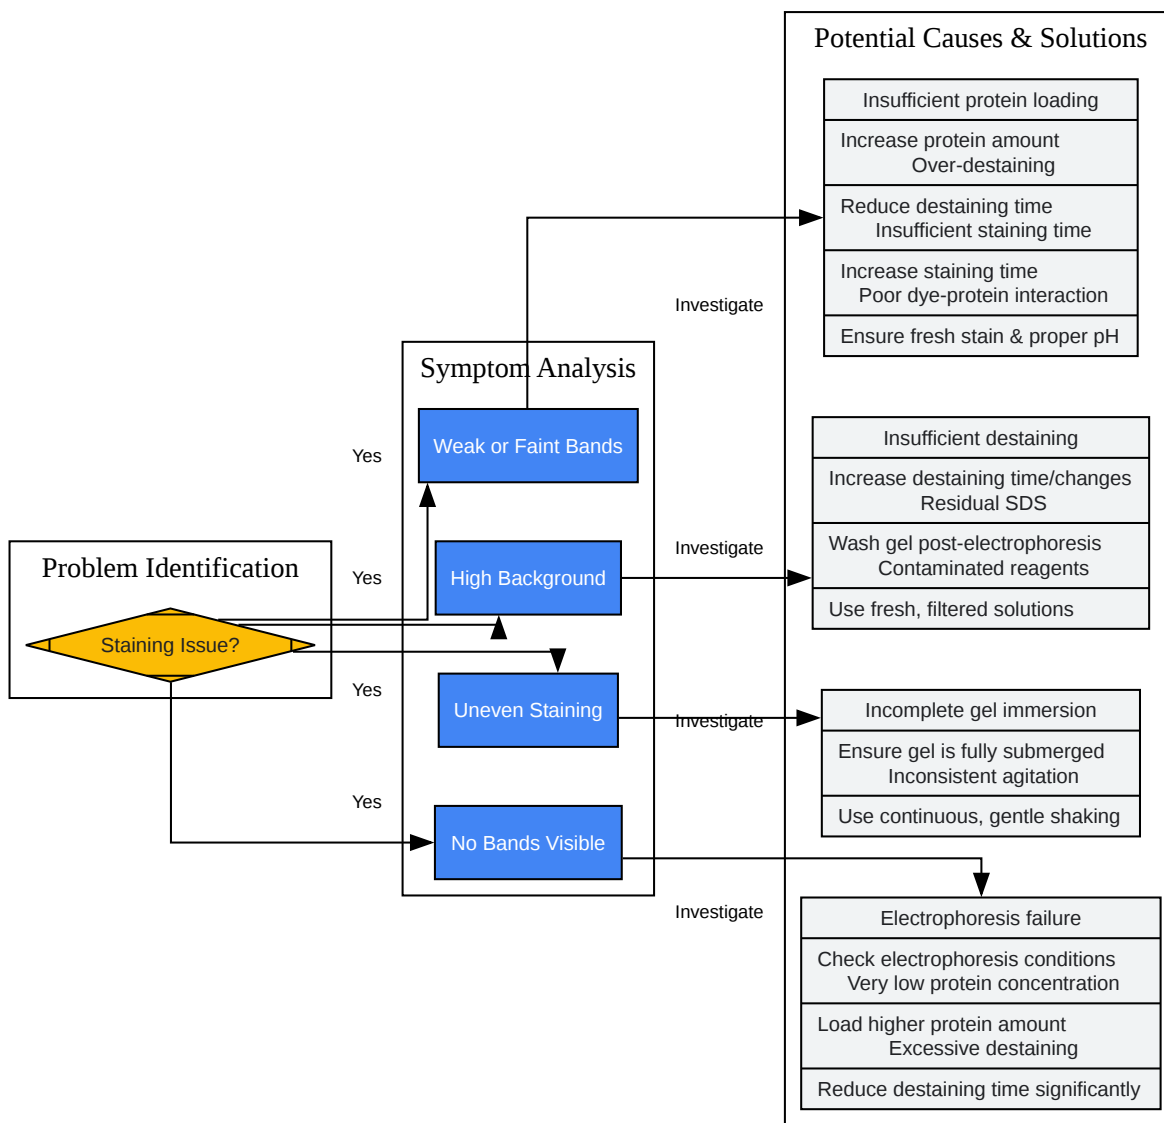 Problem Identification
Staining Issue?
Yes
Yes
Yes
Yes
Symptom Analysis
Weak or Faint Bands
High Background
Uneven Staining
No Bands Visible
Investigate
Investigate
Investigate
Investigate
Potential Causes & Solutions
Insufficient protein loading
Increase protein amount
Over-destaining
Reduce destaining time
Insufficient staining time
Increase staining time
Poor dye-protein interaction
Ensure fresh stain & proper pH
Insufficient destaining
Increase destaining time/changes
Residual SDS
Wash gel post-electrophoresis
Contaminated reagents
Use fresh, filtered solutions
Incomplete gel immersion
Ensure gel is fully submerged
Inconsistent agitation
Use continuous, gentle shaking
Electrophoresis failure
Check electrophoresis conditions
Very low protein concentration
Load higher protein amount
Excessive destaining
Reduce destaining time significantly